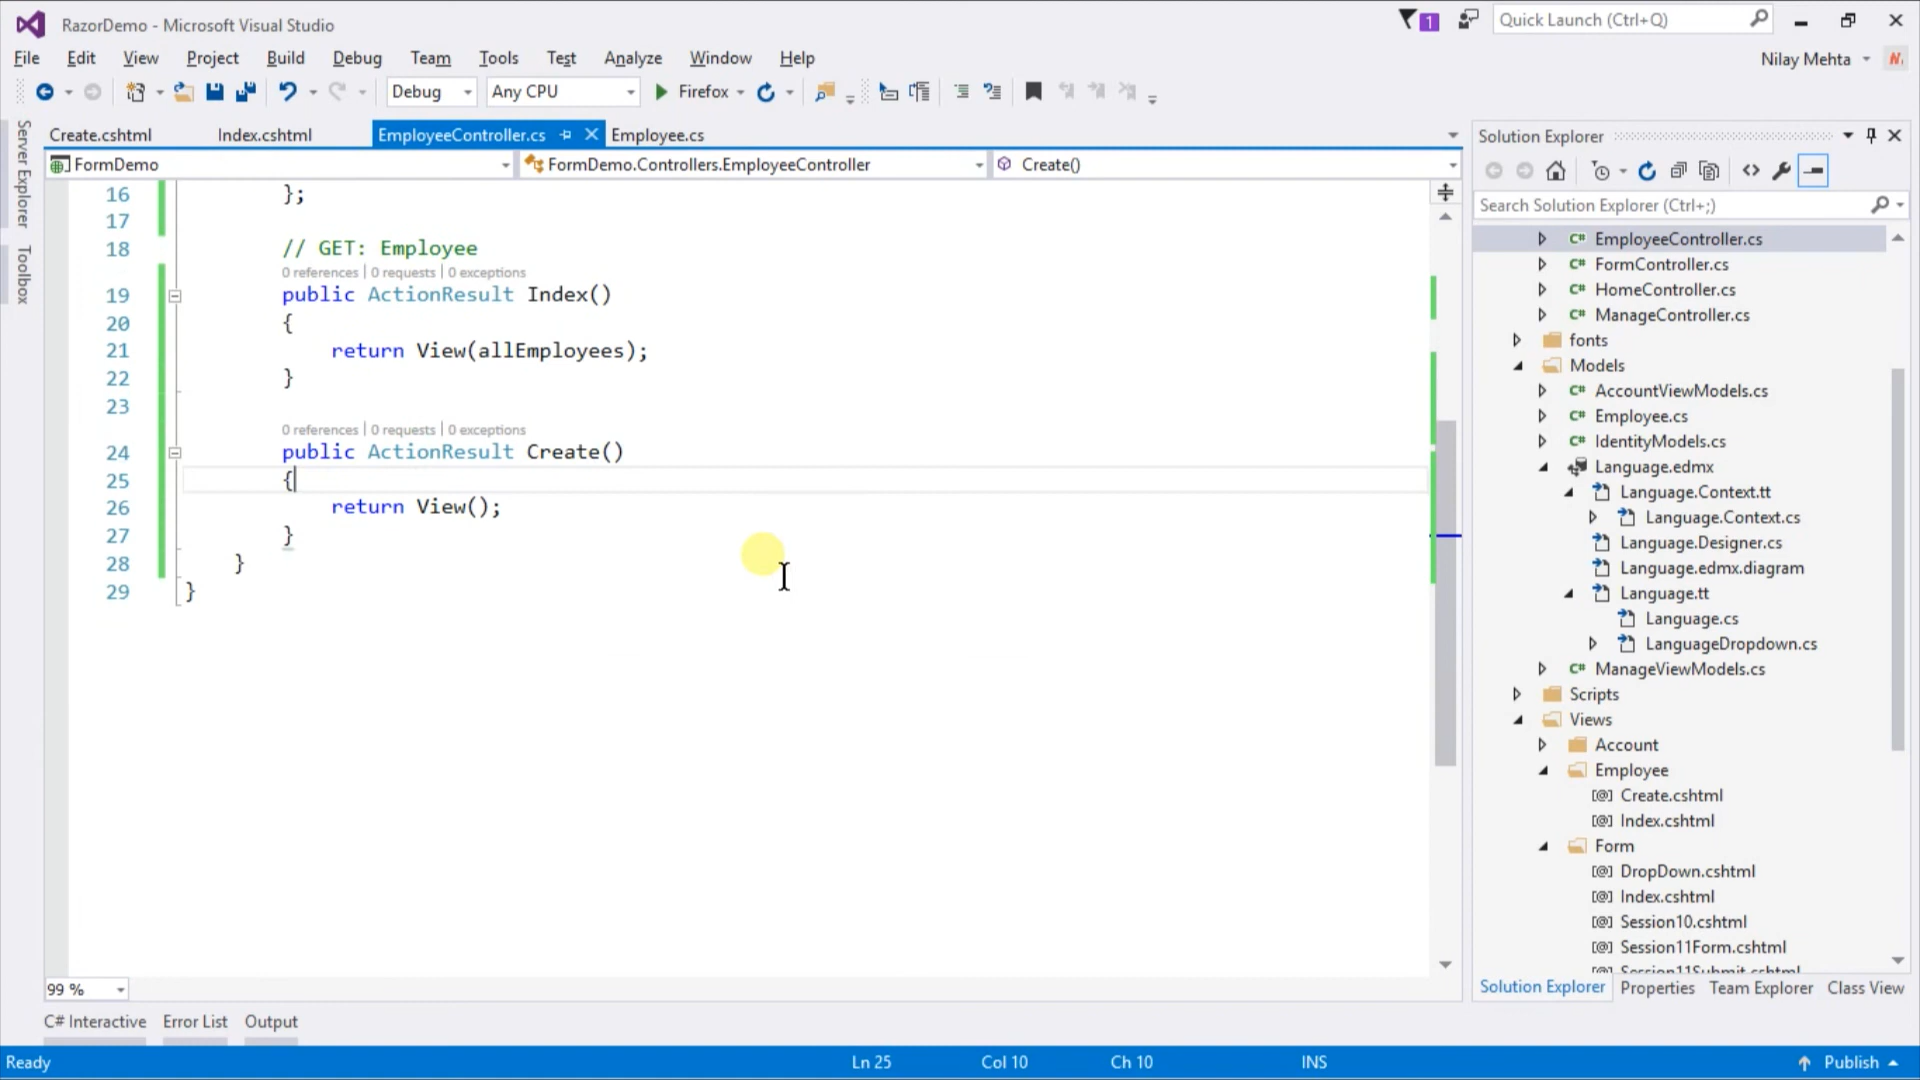 RazorDemo - Microsoft Visual Studio
1
Quick Launch (Ctrl+Q)
File Edit View Project Build Debug Team Tools Test Analyze Window Help
Nilay Mehta
N
Debug Any CPU Firefox
Create.cshtml Index.cshtml EmployeeController.cs Employee.cs
FormDemo FormDemo.Controllers.EmployeeController Create()
Server Explorer
Toolbox
16 };
17
18 // GET: Employee
0 references | 0 requests | 0 exceptions
19 public ActionResult Index()
20 {
21 return View(allEmployees);
22 }
23
0 references | 0 requests | 0 exceptions
24 public ActionResult Create()
25 {
26 return View();
27 }
28 }
29 }
99 %
C# Interactive Error List Output
Solution Explorer
Search Solution Explorer (Ctrl+;)
C# EmployeeController.cs
C# FormController.cs
C# HomeController.cs
C# ManageController.cs
fonts
Models
C# AccountViewModels.cs
C# Employee.cs
C# IdentityModels.cs
Language.edmx
Language.Context.tt
Language.Context.cs
Language.Designer.cs
Language.edmx.diagram
Language.tt
Language.cs
LanguageDropdown.cs
C# ManageViewModels.cs
Scripts
Views
Account
Employee
[@] Create.cshtml
[@] Index.cshtml
Form
[@] DropDown.cshtml
[@] Index.cshtml
[@] Session10.cshtml
[@] Session11Form.cshtml
[@] Session11Submit.cshtml
Solution Explorer Properties Team Explorer Class View
Ready Ln 25 Col 10 Ch 10 INS Publish